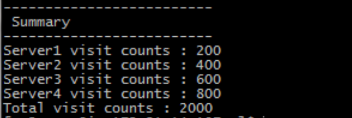 -------------------------
Summary
-------------------------
Server1 visit counts : 200
Server2 visit counts : 400
Server3 visit counts : 600
Server4 visit counts : 800
Total visit counts : 2000